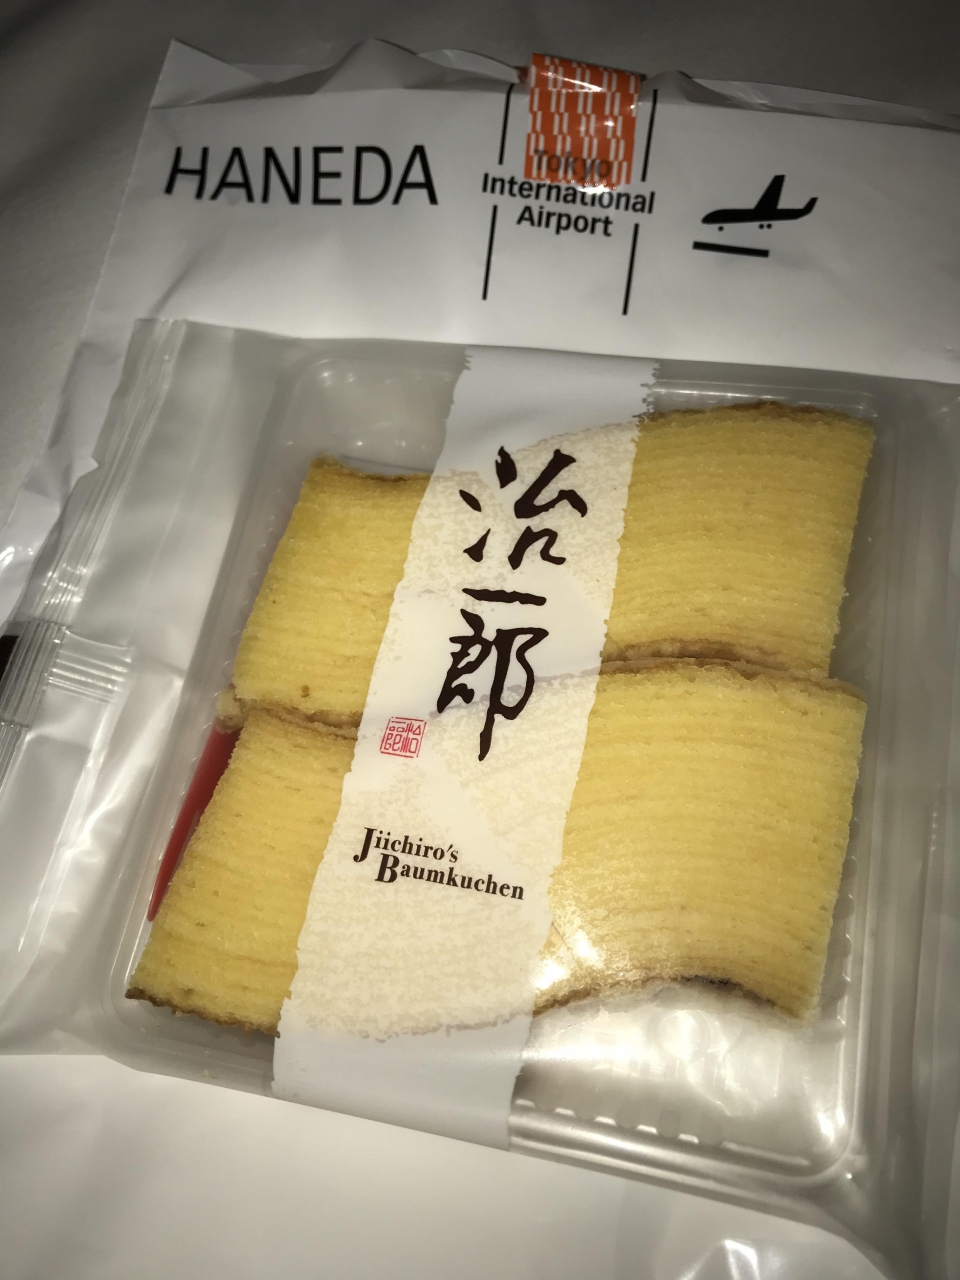 HANEDA
Tokyo
International
Airport
治一郎
Jiichiro's
Baumkuchen